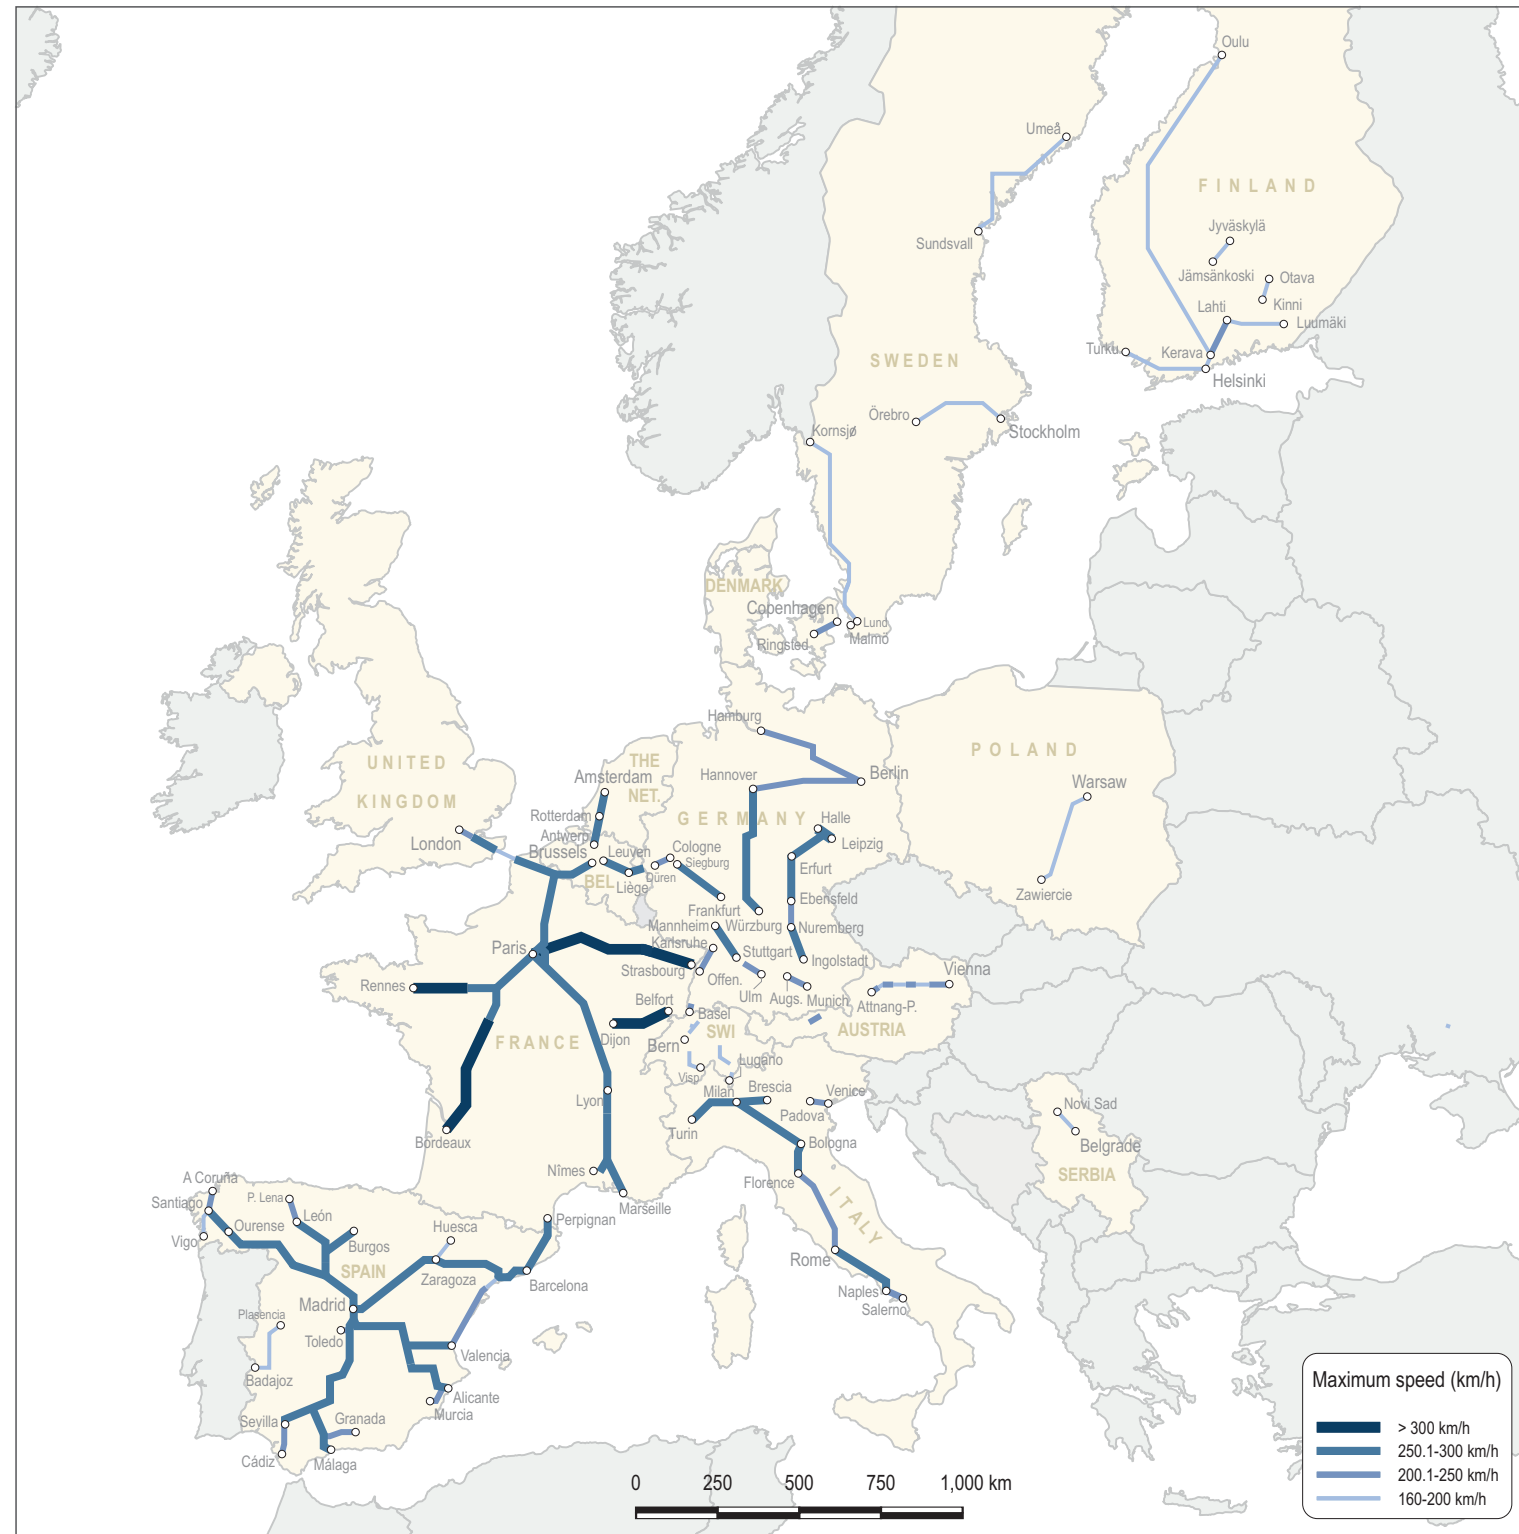 Oulu
Umeå
FINLAND
Jyväskylä
Sundsvall
Jämsänkoski
Otava
Kinni
Lahti
Luumäki
Turku
Kerava
SWEDEN
Helsinki
Örebro
Kornsjø
Stockholm
DENMARK
Copenhagen
Lund
Ringsted
Malmö
Hamburg
UNITED
KINGDOM
THE
NET.
POLAND
Amsterdam
Hannover
Berlin
Warsaw
Rotterdam
GERMANY
Halle
London
Antwerp
Leipzig
Brussels
Leuven
Cologne
Siegburg
Erfurt
BEL
Liège
Düren
Zawiercie
Ebensfeld
Frankfurt
Mannheim
Würzburg
Nuremberg
Paris
Karlsruhe
Stuttgart
Ingolstadt
Strasbourg
Offen.
Vienna
Rennes
Ulm
Augs.
Munich
Attnang-P.
Belfort
Basel
FRANCE
Dijon
SWI
AUSTRIA
Bern
Lugano
Visp
Lyon
Milan
Brescia
Venice
Padova
Novi Sad
Bordeaux
Turin
Bologna
Belgrade
SERBIA
Nîmes
Florence
A Coruña
Marseille
ITALY
Santiago
P. Lena
León
Perpignan
Ourense
Huesca
Vigo
Burgos
Rome
SPAIN
Zaragoza
Barcelona
Madrid
Naples
Salerno
Plasencia
Toledo
Valencia
Badajoz
Alicante
Murcia
Sevilla
Granada
Cádiz
Málaga
Maximum speed (km/h)
> 300 km/h
250.1-300 km/h
200.1-250 km/h
160-200 km/h
0 250 500 750 1,000 km